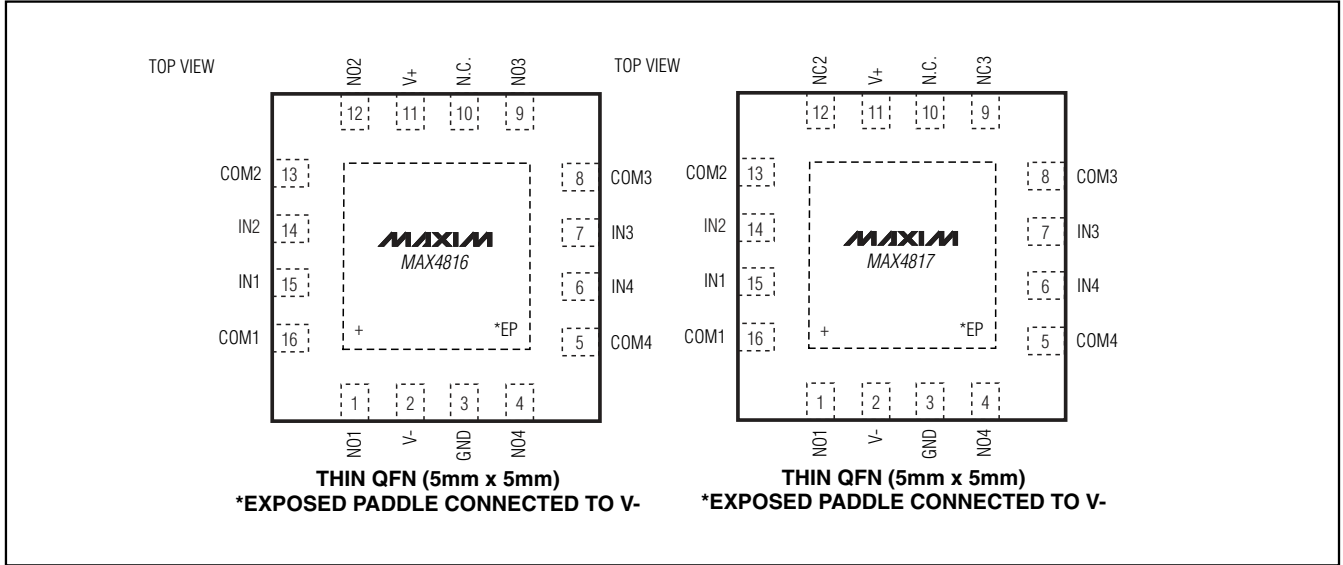 TOP VIEW
NO2 V+ N.C. NO3
12 11 10 9
COM2 13 8 COM3
IN2 14 7 IN3
MAXIM
MAX4816
IN1 15 6 IN4
COM1 16 + *EP 5 COM4
1 2 3 4
NO1 V- GND NO4
THIN QFN (5mm x 5mm)
*EXPOSED PADDLE CONNECTED TO V-
TOP VIEW
NC2 V+ N.C. NC3
12 11 10 9
COM2 13 8 COM3
IN2 14 7 IN3
MAXIM
MAX4817
IN1 15 6 IN4
COM1 16 + *EP 5 COM4
1 2 3 4
NO1 V- GND NO4
THIN QFN (5mm x 5mm)
*EXPOSED PADDLE CONNECTED TO V-